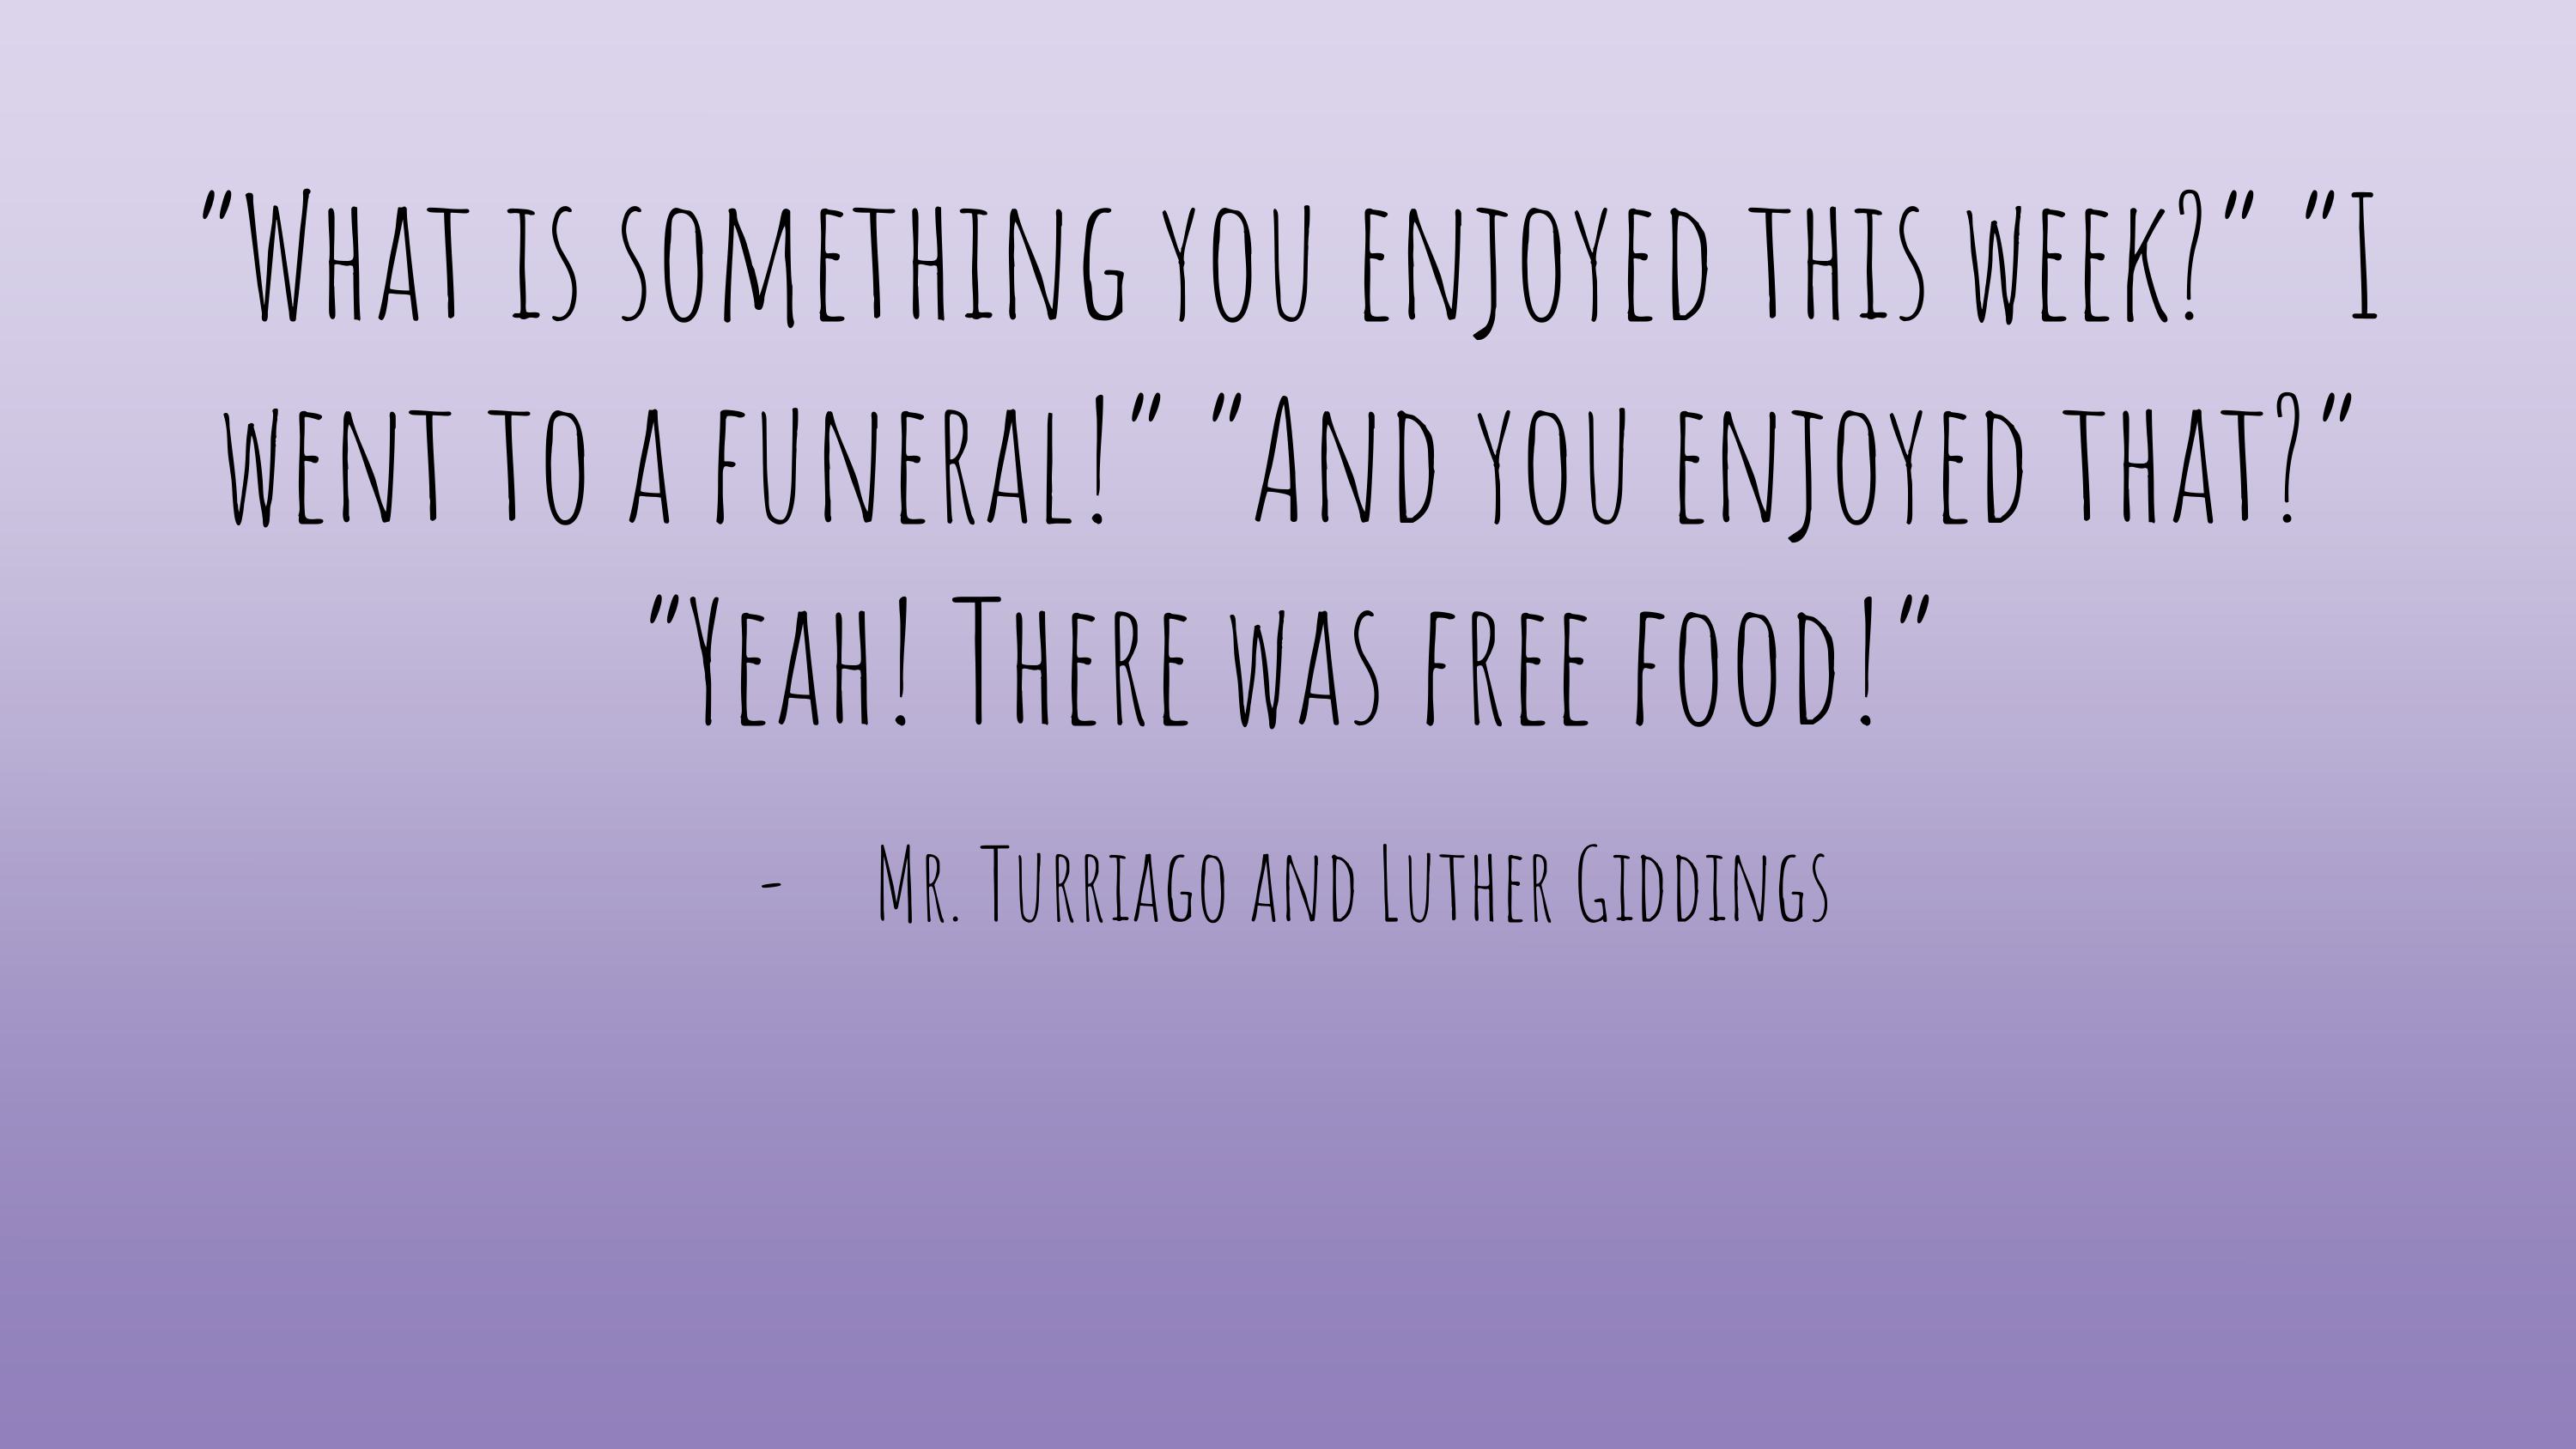 "What is something you enjoyed this week?" "I
went to a funeral!" "And you enjoyed that?"
"Yeah! There was free food!"
- Mr. Turriago and Luther Giddings